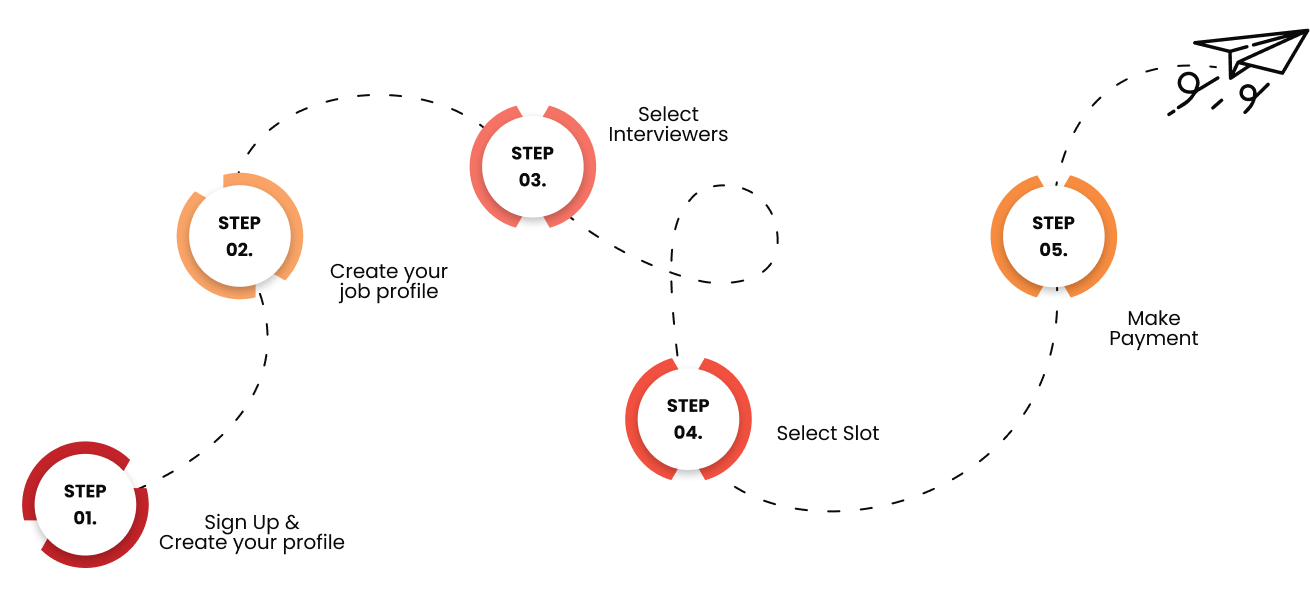 STEP
01.
Sign Up &
Create your profile
STEP
02.
Create your
job profile
STEP
03.
Select
Interviewers
STEP
04.
Select Slot
STEP
05.
Make
Payment